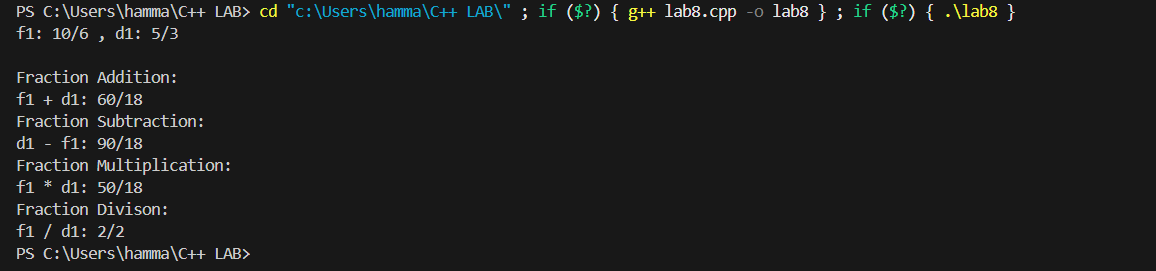 PS C:\Users\hamma\C++ LAB> cd "c:\Users\hamma\C++ LAB\" ; if ($?) { g++ lab8.cpp -o lab8 } ; if ($?) { .\lab8 }
f1: 10/6 , d1: 5/3

Fraction Addition:
f1 + d1: 60/18
Fraction Subtraction:
d1 - f1: 90/18
Fraction Multiplication:
f1 * d1: 50/18
Fraction Divison:
f1 / d1: 2/2
PS C:\Users\hamma\C++ LAB>